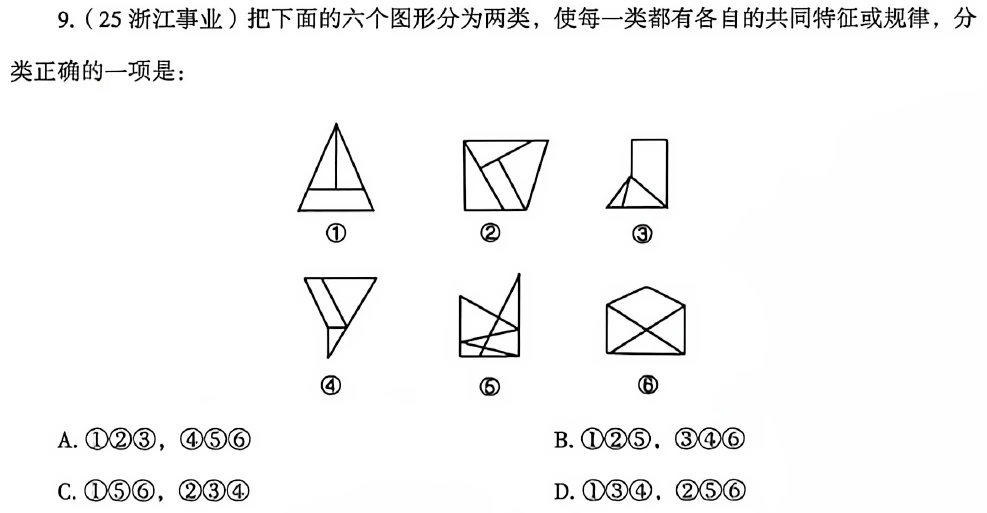 9.（25 浙江事业）把下面的六个图形分为两类，使每一类都有各自的共同特征或规律，分
类正确的一项是：
① ② ③
④ ⑤ ⑥
A. ①②③，④⑤⑥ B. ①②⑤，③④⑥
C. ①⑤⑥，②③④ D. ①③④，②⑤⑥